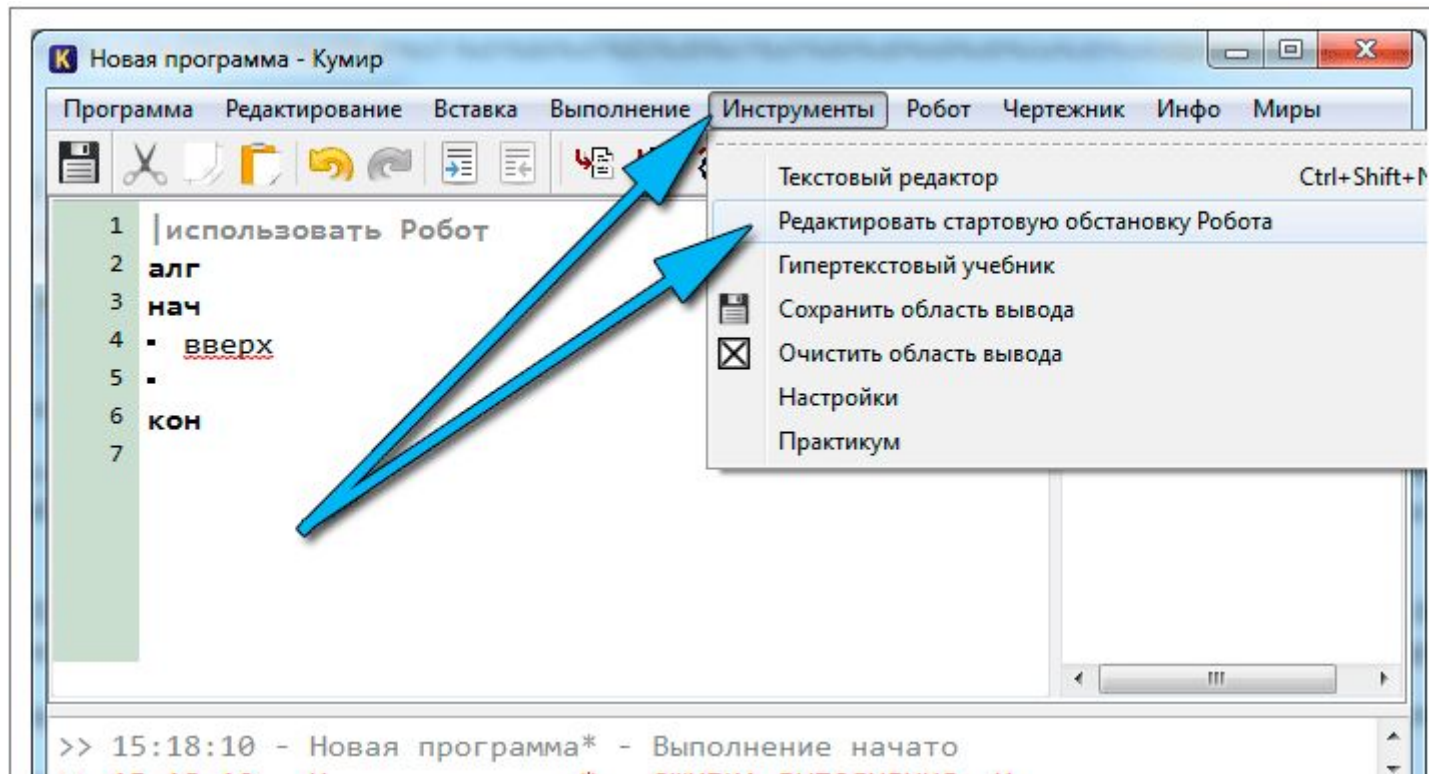 Новая программа - Кумир
Программа Редактирование Вставка Выполнение Инструменты Робот Чертежник Инфо Миры
Текстовый редактор Ctrl+Shift+
Редактировать стартовую обстановку Робота
Гипертекстовый учебник
Сохранить область вывода
Очистить область вывода
Настройки
Практикум
1 |использовать Робот
2 алг
3 нач
4 вверх
5
6 кон
7
>> 15:18:10 - Новая программа* - Выполнение начато